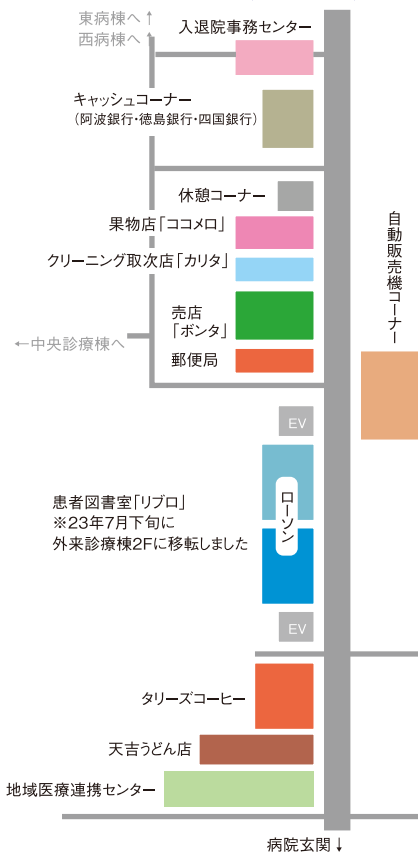 東病棟へ↑
西病棟へ↑
入退院事務センター
キャッシュコーナー
(阿波銀行・徳島銀行・四国銀行)
休憩コーナー
果物店「ココメロ」
クリーニング取次店「カリタ」
自動販売機コーナー
売店
「ボンタ」
←中央診療棟へ
郵便局
EV
ローソン
患者図書室「リブロ」
※23年7月下旬に
外来診療棟2Fに移転しました
EV
タリーズコーヒー
天吉うどん店
地域医療連携センター
病院玄関↓